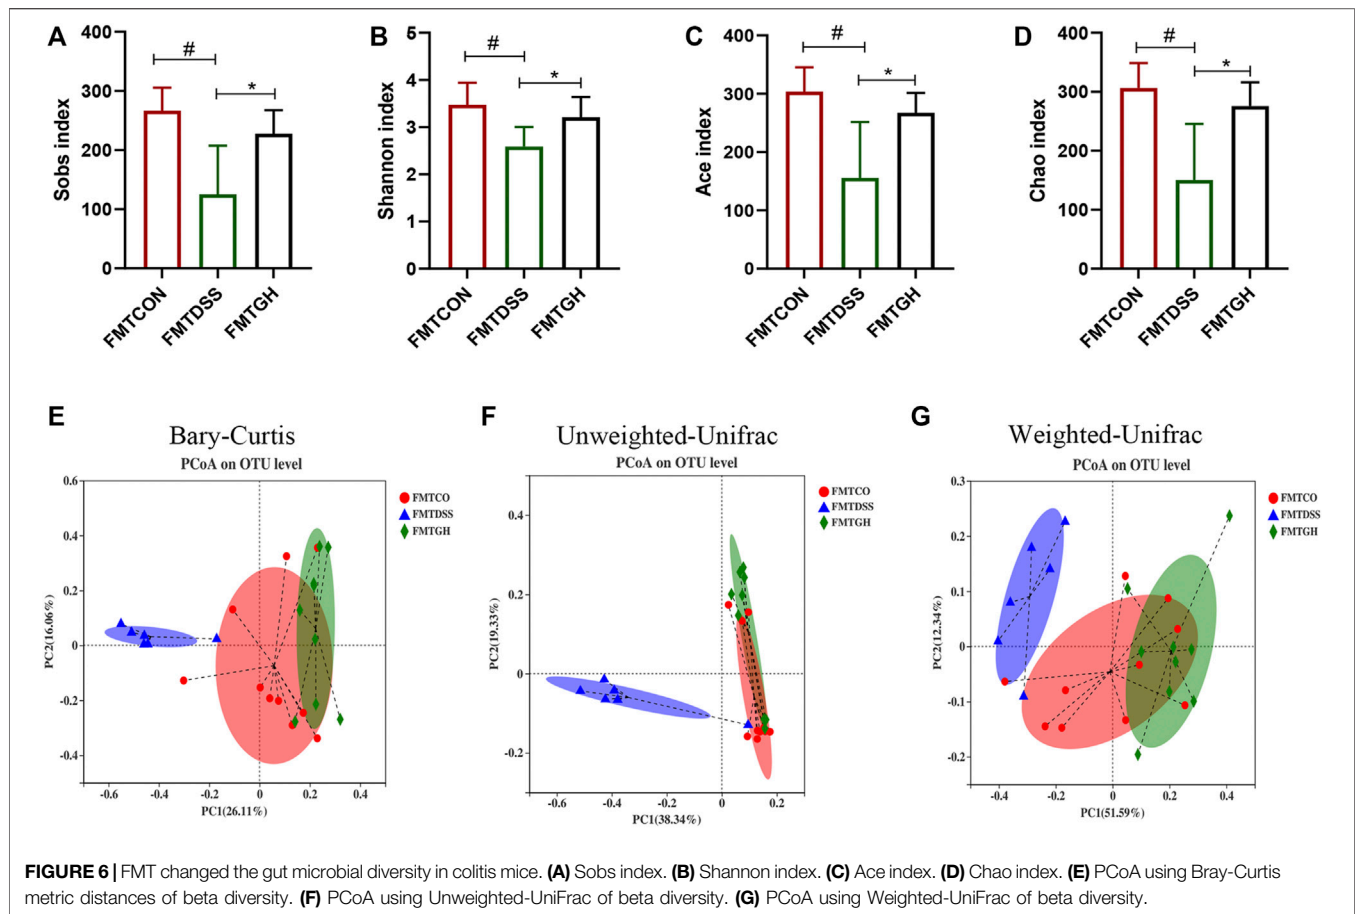 A
Sobs index
400
300
200
100
0
#
*
FMTCON
FMTDSS
FMTGH
B
Shannon index
5
4
3
2
1
0
#
*
FMTCON
FMTDSS
FMTGH
C
Ace index
400
300
200
100
0
#
*
FMTCON
FMTDSS
FMTGH
D
Chao index
400
300
200
100
0
#
*
FMTCON
FMTDSS
FMTGH
E
Bary-Curtis
PCoA on OTU level
PC2(16.06%)
0.6
0.4
0.2
0
-0.2
-0.4
-0.6 -0.4 -0.2 0 0.2 0.4
PC1(26.11%)
FMTCO
FMTDSS
FMTGH
F
Unweighted-Unifrac
PCoA on OTU level
PC2(19.33%)
0.4
0.2
0
-0.2
-0.6 -0.4 -0.2 0 0.2
PC1(38.34%)
FMTCO
FMTDSS
FMTGH
G
Weighted-Unifrac
PCoA on OTU level
PC2(12.34%)
0.3
0.2
0.1
0
-0.1
-0.2
-0.4 -0.2 0 0.2 0.4
PC1(51.59%)
FMTCO
FMTDSS
FMTGH
FIGURE 6 | FMT changed the gut microbial diversity in colitis mice. (A) Sobs index. (B) Shannon index. (C) Ace index. (D) Chao index. (E) PCoA using Bray-Curtis
metric distances of beta diversity. (F) PCoA using Unweighted-UniFrac of beta diversity. (G) PCoA using Weighted-UniFrac of beta diversity.